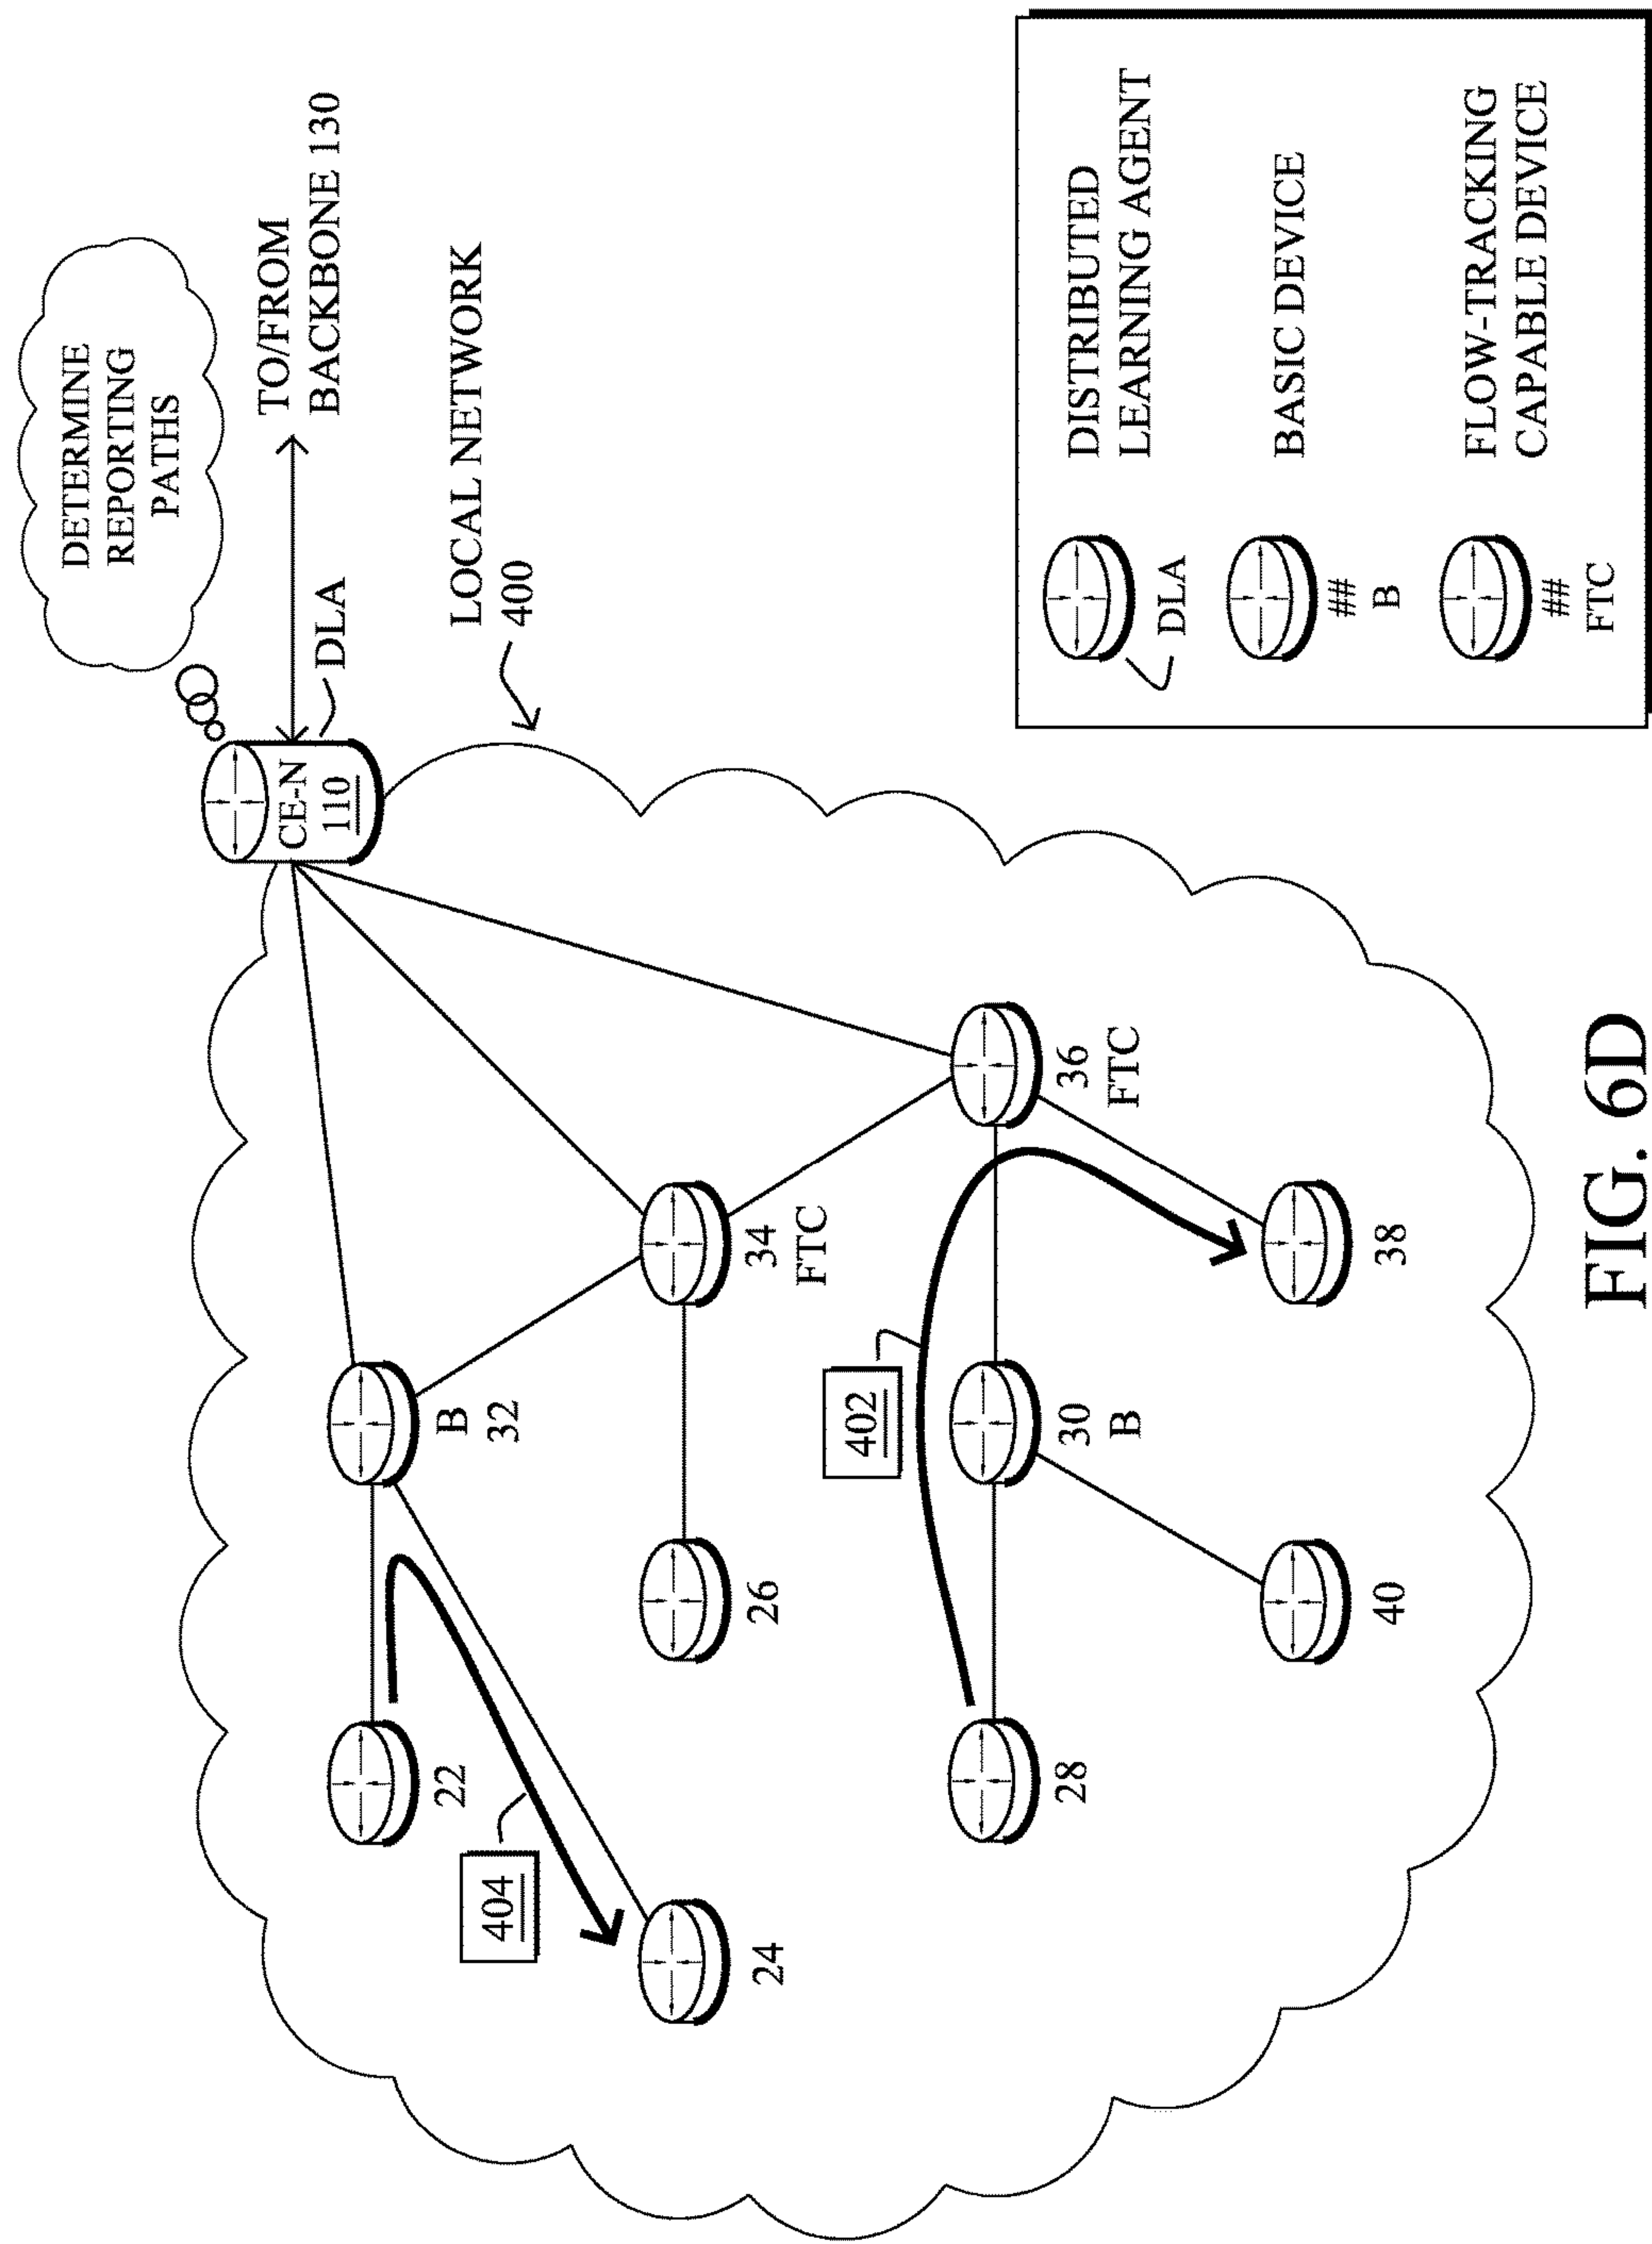 DETERMINE
REPORTING
PATHS
TO/FROM
BACKBONE 130
CE-N
110
DLA
LOCAL NETWORK
400
22
B
32
404
24
34
FTC
26
402
36
FTC
30
B
28
38
40
DLA
DISTRIBUTED
LEARNING AGENT
##
B
BASIC DEVICE
##
FTC
FLOW-TRACKING
CAPABLE DEVICE
FIG. 6D